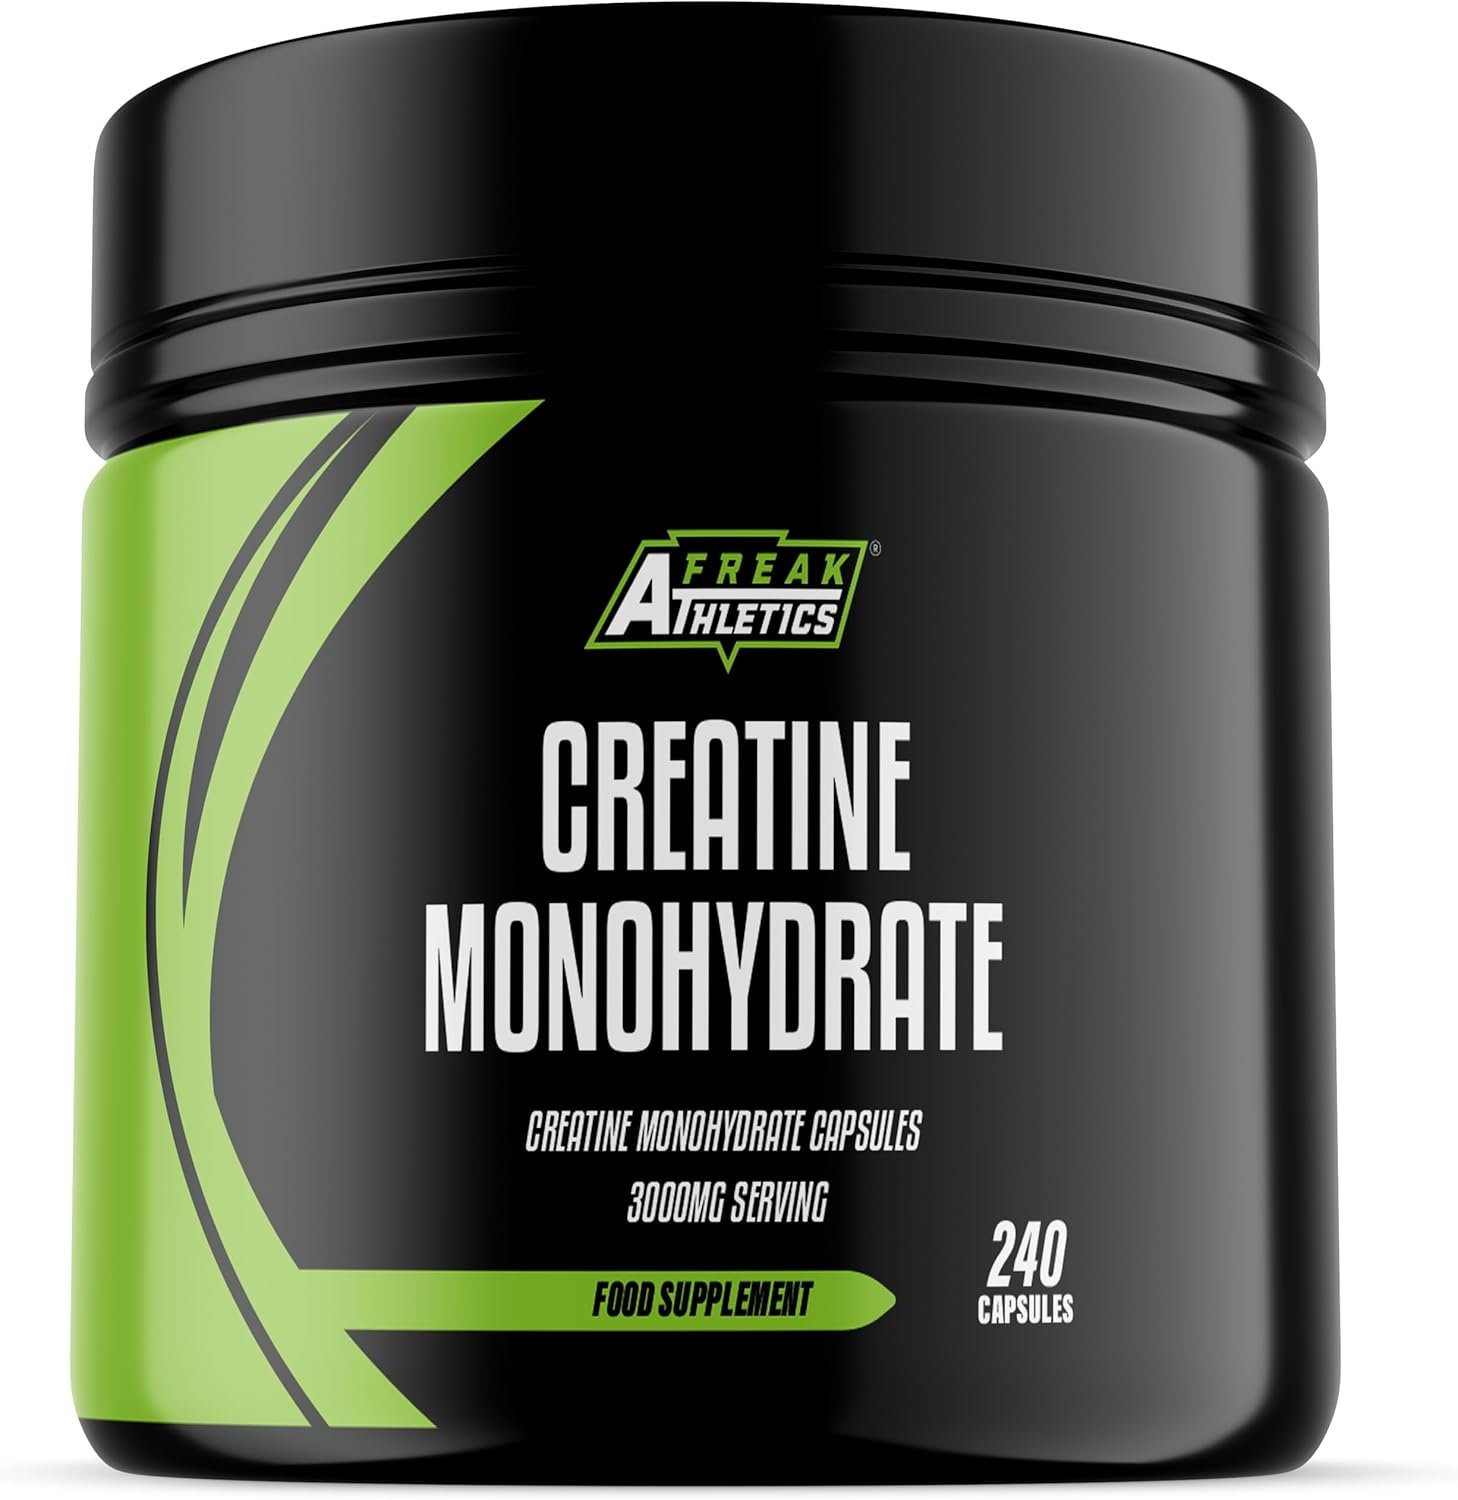 FREAK
ATHLETICS
®
CREATINE
MONOHYDRATE
CREATINE MONOHYDRATE CAPSULES
3000MG SERVING
FOOD SUPPLEMENT
240
CAPSULES